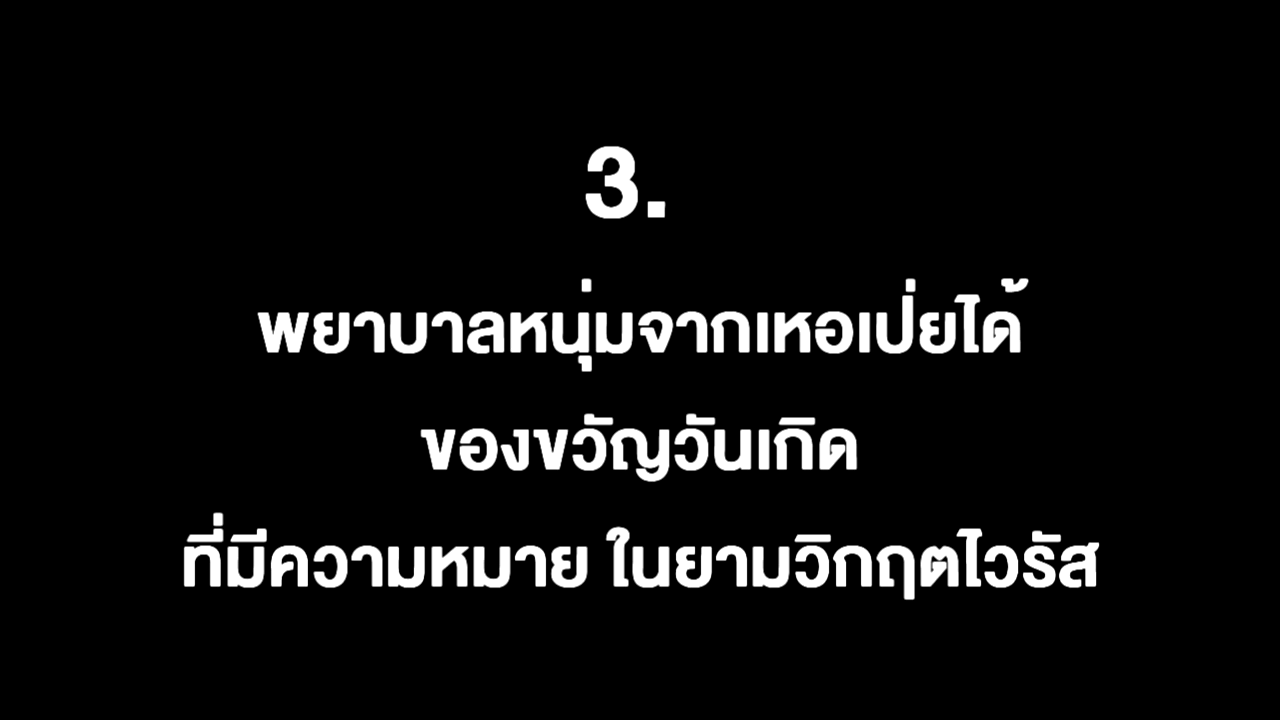 3.
พยาบาลหนุ่มจากเหอเป่ยได้
ของขวัญวันเกิด
ที่มีความหมาย ในยามวิกฤตไวรัส